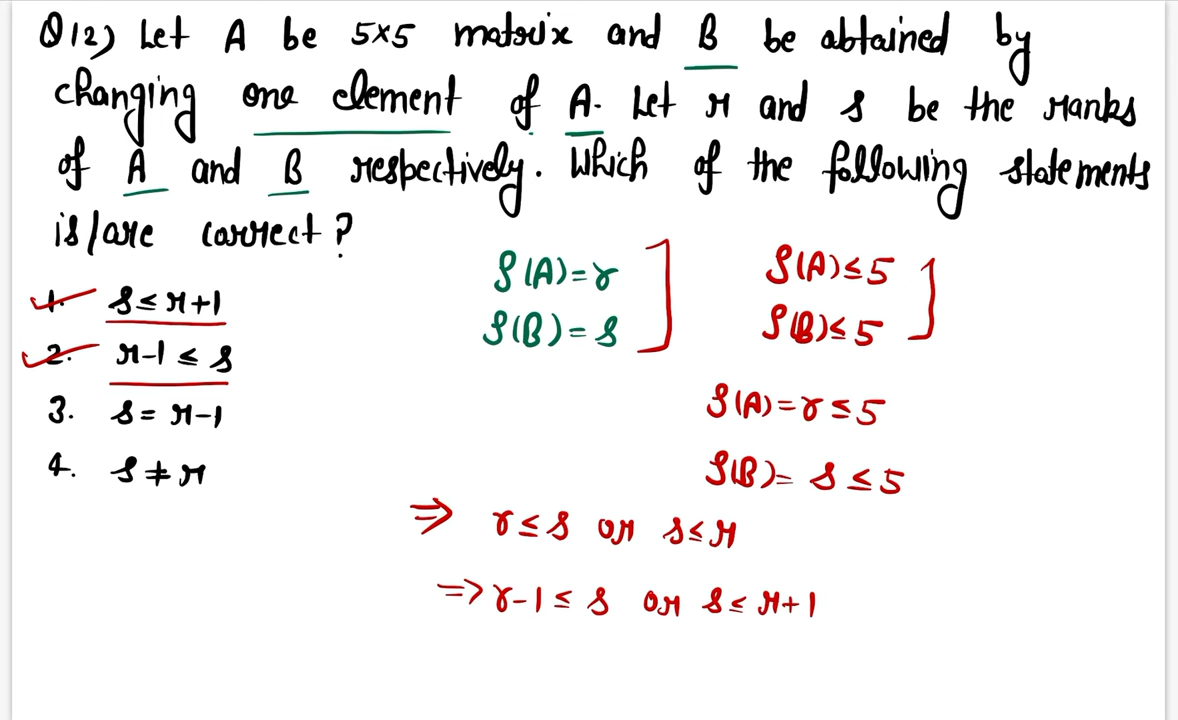 Q12) Let A be 5×5 matrix and B be obtained by
changing one element of A. Let r and s be the ranks
of A and B respectively. Which of the following statements
is/are correct?
1. s ≤ r+1
2. r-1 ≤ s
3. s = r-1
4. s ≠ r
ρ(A)=r
ρ(B)=s
ρ(A)≤5
ρ(B)≤5
ρ(A)=r≤5
ρ(B)=s≤5
⇒ r≤s or s≤r
⇒ r-1≤s or s≤r+1